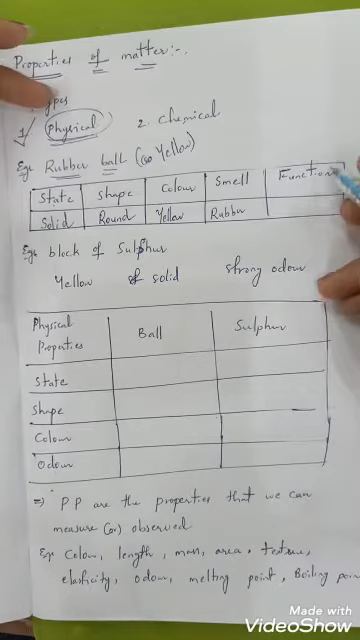 Properties of matter:-
Types
1 Physical 2. Chemical
Eg: Rubber ball (Yellow)
State Shape Colour Smell Function
Solid Round Yellow Rubber
Eg: block of Sulphur
Yellow solid strong odour
Physical Properties Ball Sulphur
State
Shape
Colour
Odour
=> PP are the properties that we can
measure (or) observed
Eg: Colour, length, mass, area, texture,
elasticity, odour, melting point, Boiling poin
Made with
VideoShow